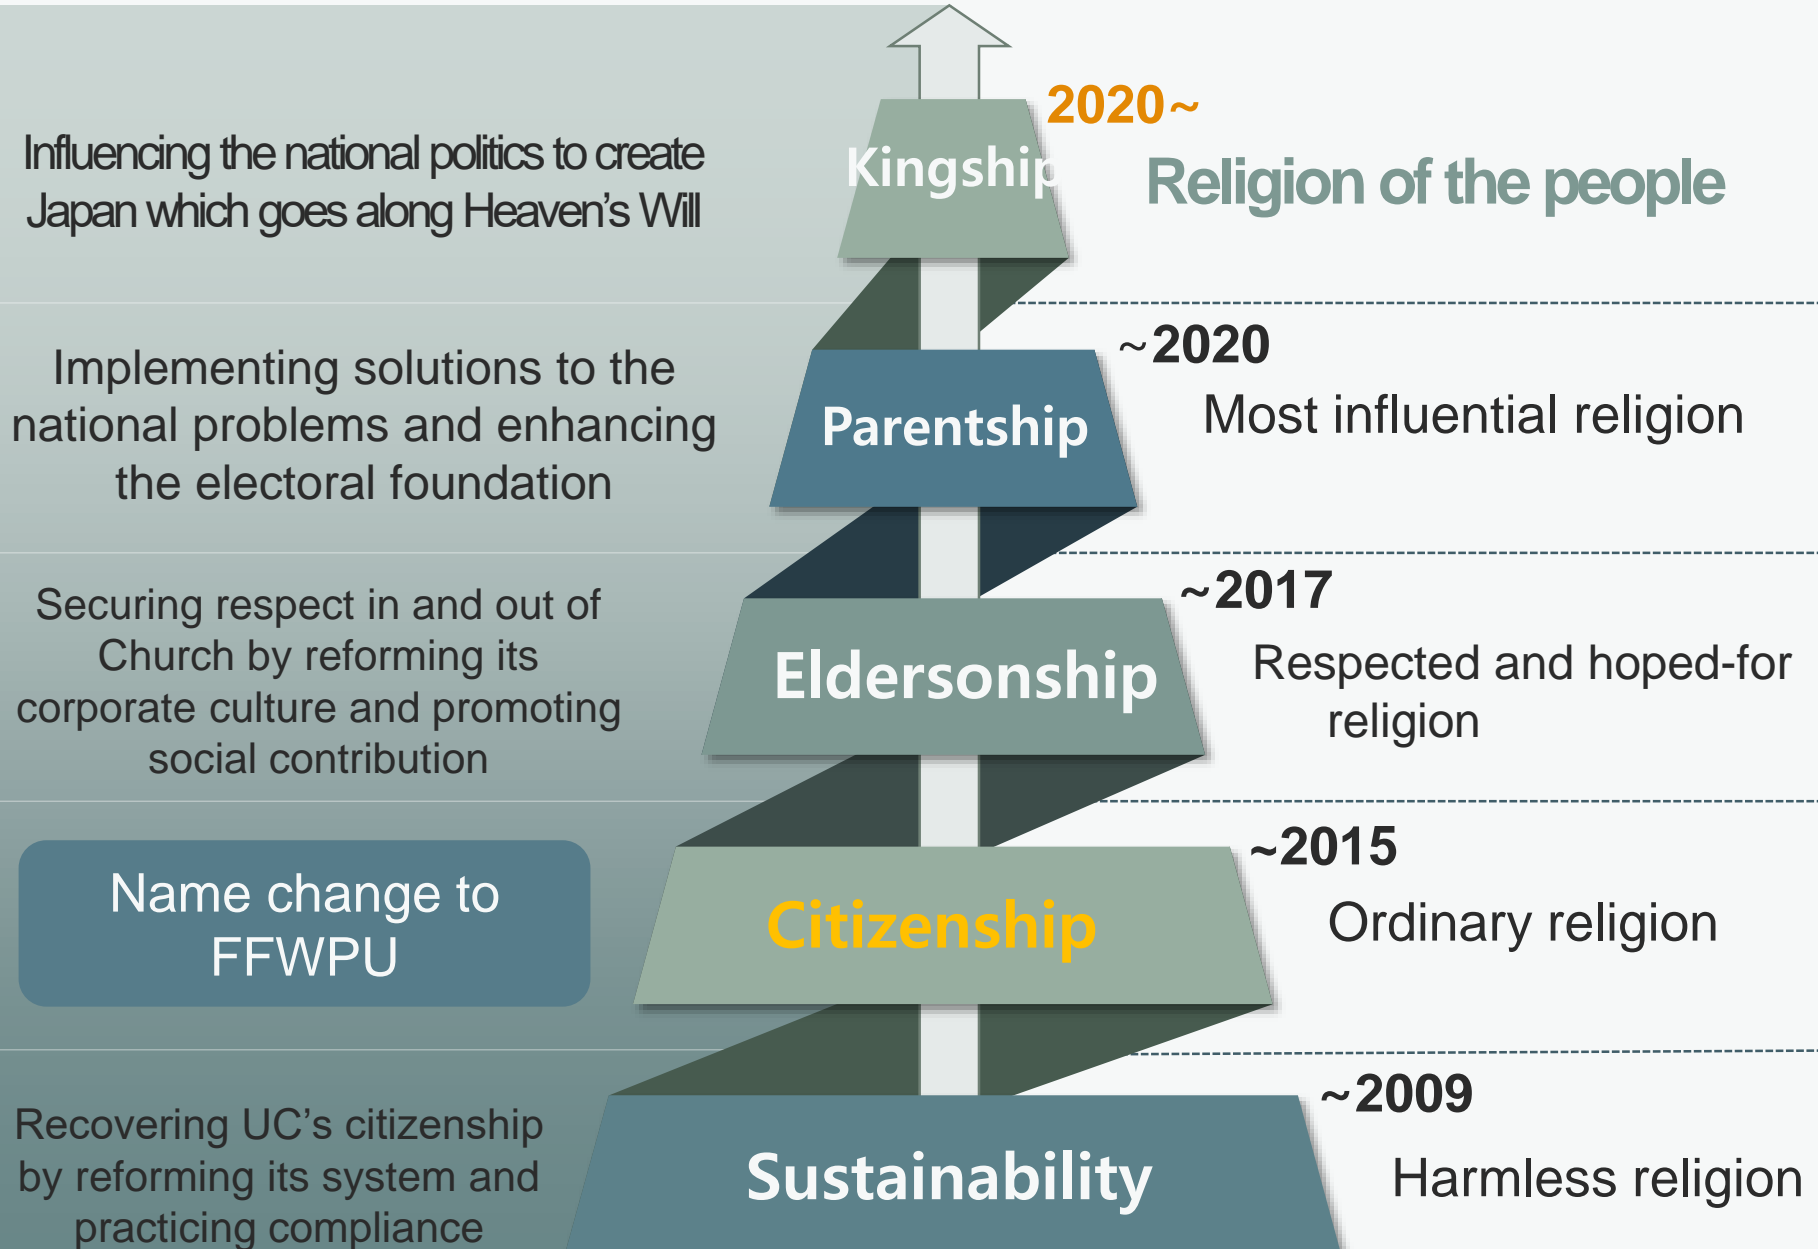 2020~
Influencing the national politics to create
Japan which goes along Heaven's Will
Kingship
Religion of the people
~2020
Implementing solutions to the
national problems and enhancing
the electoral foundation
Parentship
Most influential religion
~2017
Securing respect in and out of
Church by reforming its
corporate culture and promoting
social contribution
Eldersonship
Respected and hoped-for
religion
~2015
Name change to
FFWPU
Citizenship
Ordinary religion
~2009
Recovering UC's citizenship
by reforming its system and
practicing compliance
Sustainability
Harmless religion